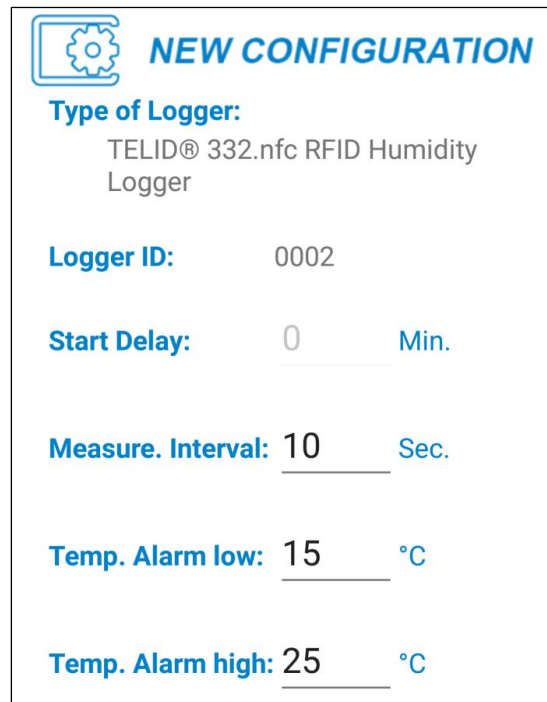 NEW CONFIGURATION
Type of Logger:
TELID® 332.nfc RFID Humidity
Logger
Logger ID: 0002
Start Delay: 0 Min.
Measure. Interval: 10 Sec.
Temp. Alarm low: 15 °C
Temp. Alarm high: 25 °C